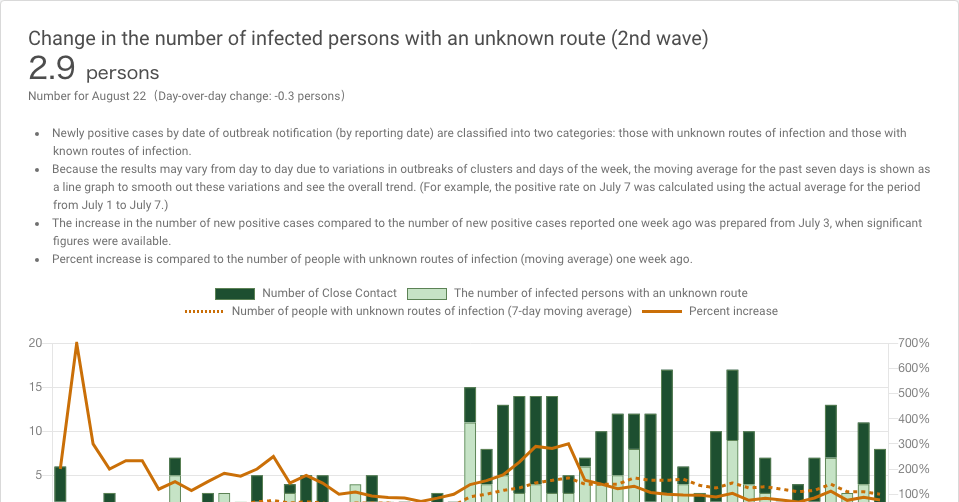 Change in the number of infected persons with an unknown route (2nd wave)
2.9 persons
Number for August 22 (Day-over-day change: -0.3 persons)
• Newly positive cases by date of outbreak notification (by reporting date) are classified into two categories: those with unknown routes of infection and those with
known routes of infection.
• Because the results may vary from day to day due to variations in outbreaks of clusters and days of the week, the moving average for the past seven days is shown as
a line graph to smooth out these variations and see the overall trend. (For example, the positive rate on July 7 was calculated using the actual average for the period
from July 1 to July 7.)
• The increase in the number of new positive cases compared to the number of new positive cases reported one week ago was prepared from July 3, when significant
figures were available.
• Percent increase is compared to the number of people with unknown routes of infection (moving average) one week ago.
Number of Close Contact The number of infected persons with an unknown route
Number of people with unknown routes of infection (7-day moving average) Percent increase
20 700%
600%
15 500%
400%
10 300%
5 200%
100%